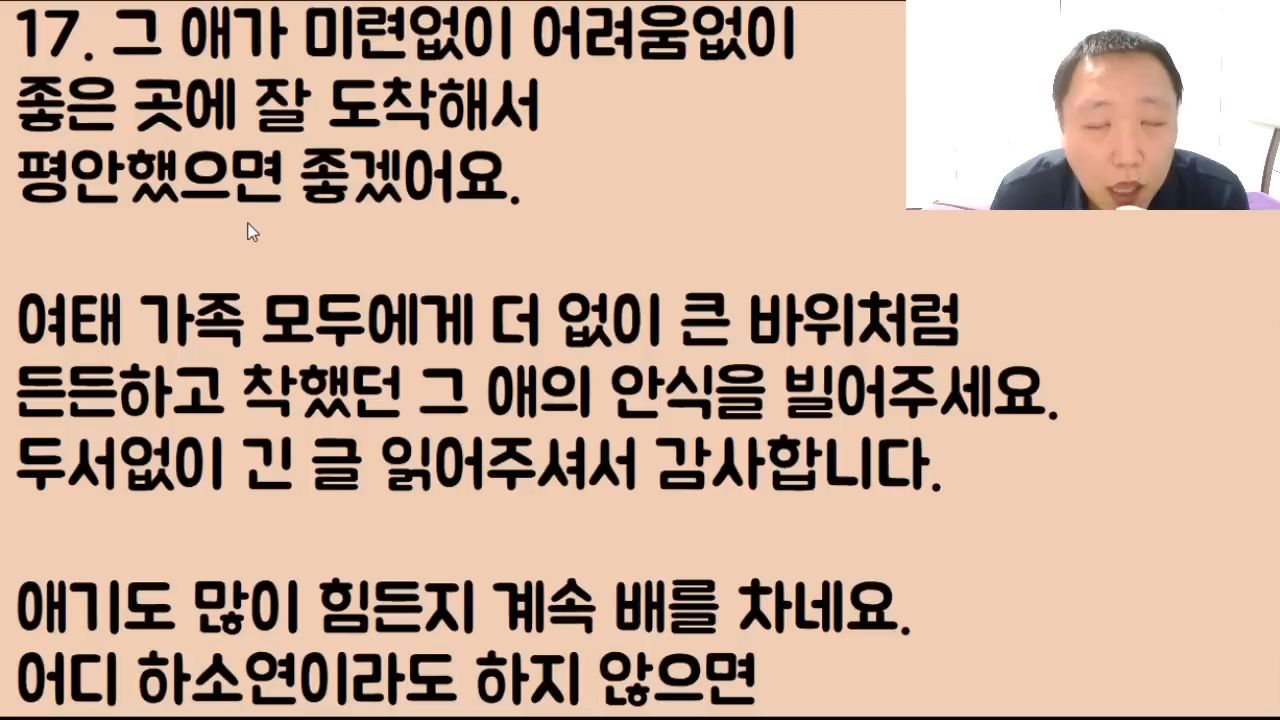 17. 그 애가 미련없이 어려움없이
좋은 곳에 잘 도착해서
평안했으면 좋겠어요.
여태 가족 모두에게 더 없이 큰 바위처럼
든든하고 착했던 그 애의 안식을 빌어주세요.
두서없이 긴 글 읽어주셔서 감사합니다.
애기도 많이 힘든지 계속 배를 차네요.
어디 하소연이라도 하지 않으면